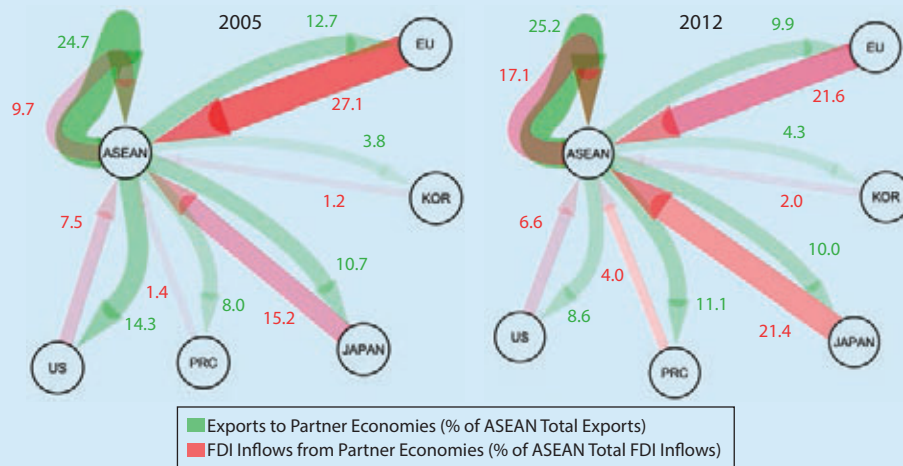 2005
24.7
12.7
EU
9.7
27.1
ASEAN
3.8
KOR
1.2
7.5
10.7
1.4
8.0
14.3
15.2
US
PRC
JAPAN
2012
25.2
9.9
EU
17.1
21.6
ASEAN
4.3
KOR
2.0
6.6
10.0
4.0
8.6
11.1
21.4
US
PRC
JAPAN
Exports to Partner Economies (% of ASEAN Total Exports)
FDI Inflows from Partner Economies (% of ASEAN Total FDI Inflows)